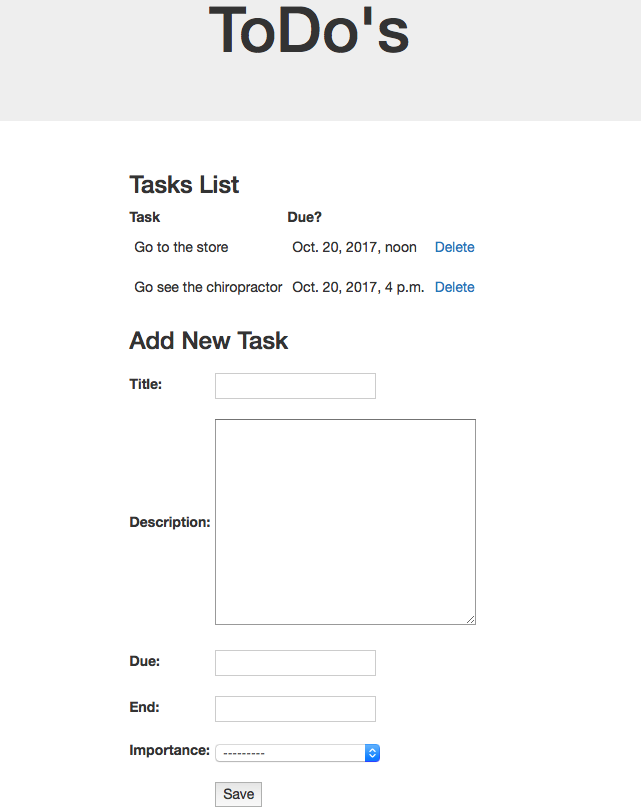 ToDo's
Tasks List
Task Due?
Go to the store Oct. 20, 2017, noon Delete
Go see the chiropractor Oct. 20, 2017, 4 p.m. Delete
Add New Task
Title:
Description:
Due:
End:
Importance: ---------
Save